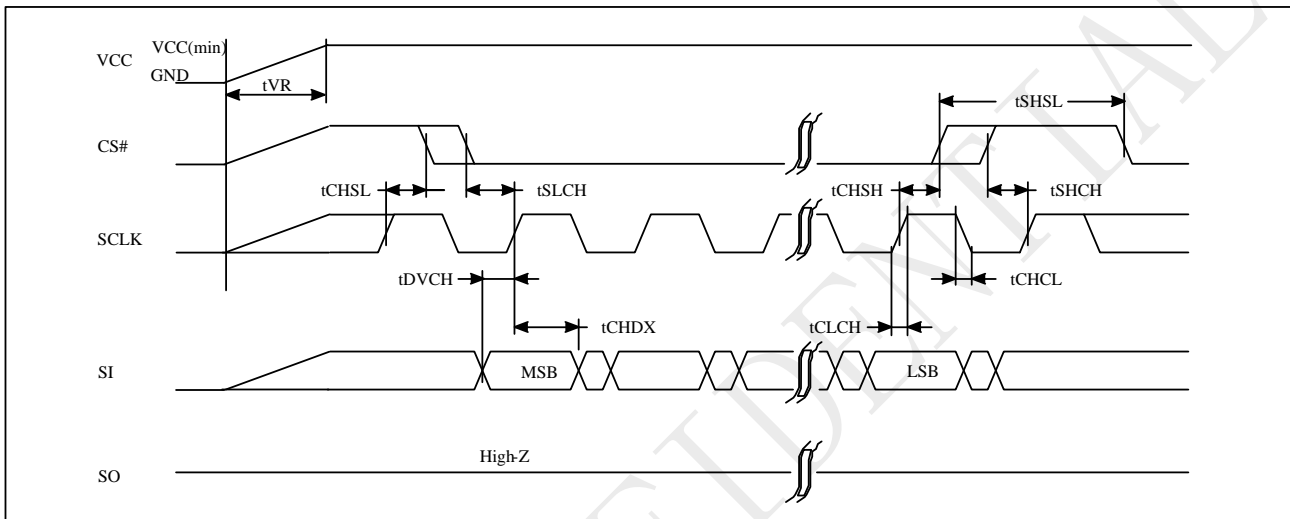 VCC
VCC(min)
GND
tVR
tSHSL
CS#
tCHSL
tSLCH
tCHSH
tSHCH
SCLK
tDVCH
tCHCL
tCHDX
tCLCH
SI
MSB
LSB
High-Z
SO